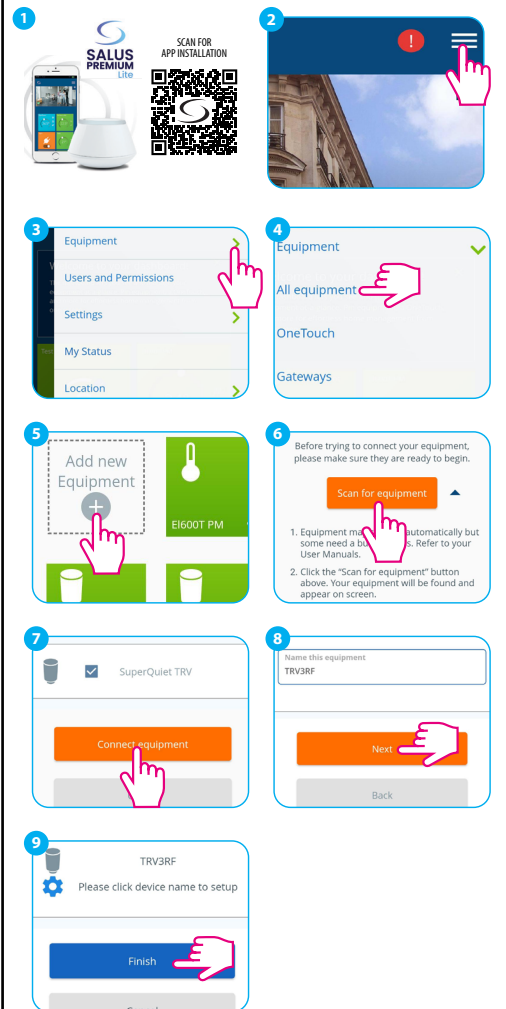 1
SALUS
PREMIUM
Lite
SCAN FOR
APP INSTALLATION
2
!
3
Equipment
Users and Permissions
Settings
My Status
Location
4
Equipment
All equipment
OneTouch
Gateways
5
Add new
Equipment
EI600T PM
6
Before trying to connect your equipment,
please make sure they are ready to begin.
Scan for equipment
1. Equipment automatically but
some need a Refer to your
User Manuals.
2. Click the “Scan for equipment” button
above. Your equipment will be found and
appear on screen.
7
SuperQuiet TRV
Connect equipment
8
Name this equipment
TRV3RF
Next
Back
9
TRV3RF
Please click device name to setup
Finish